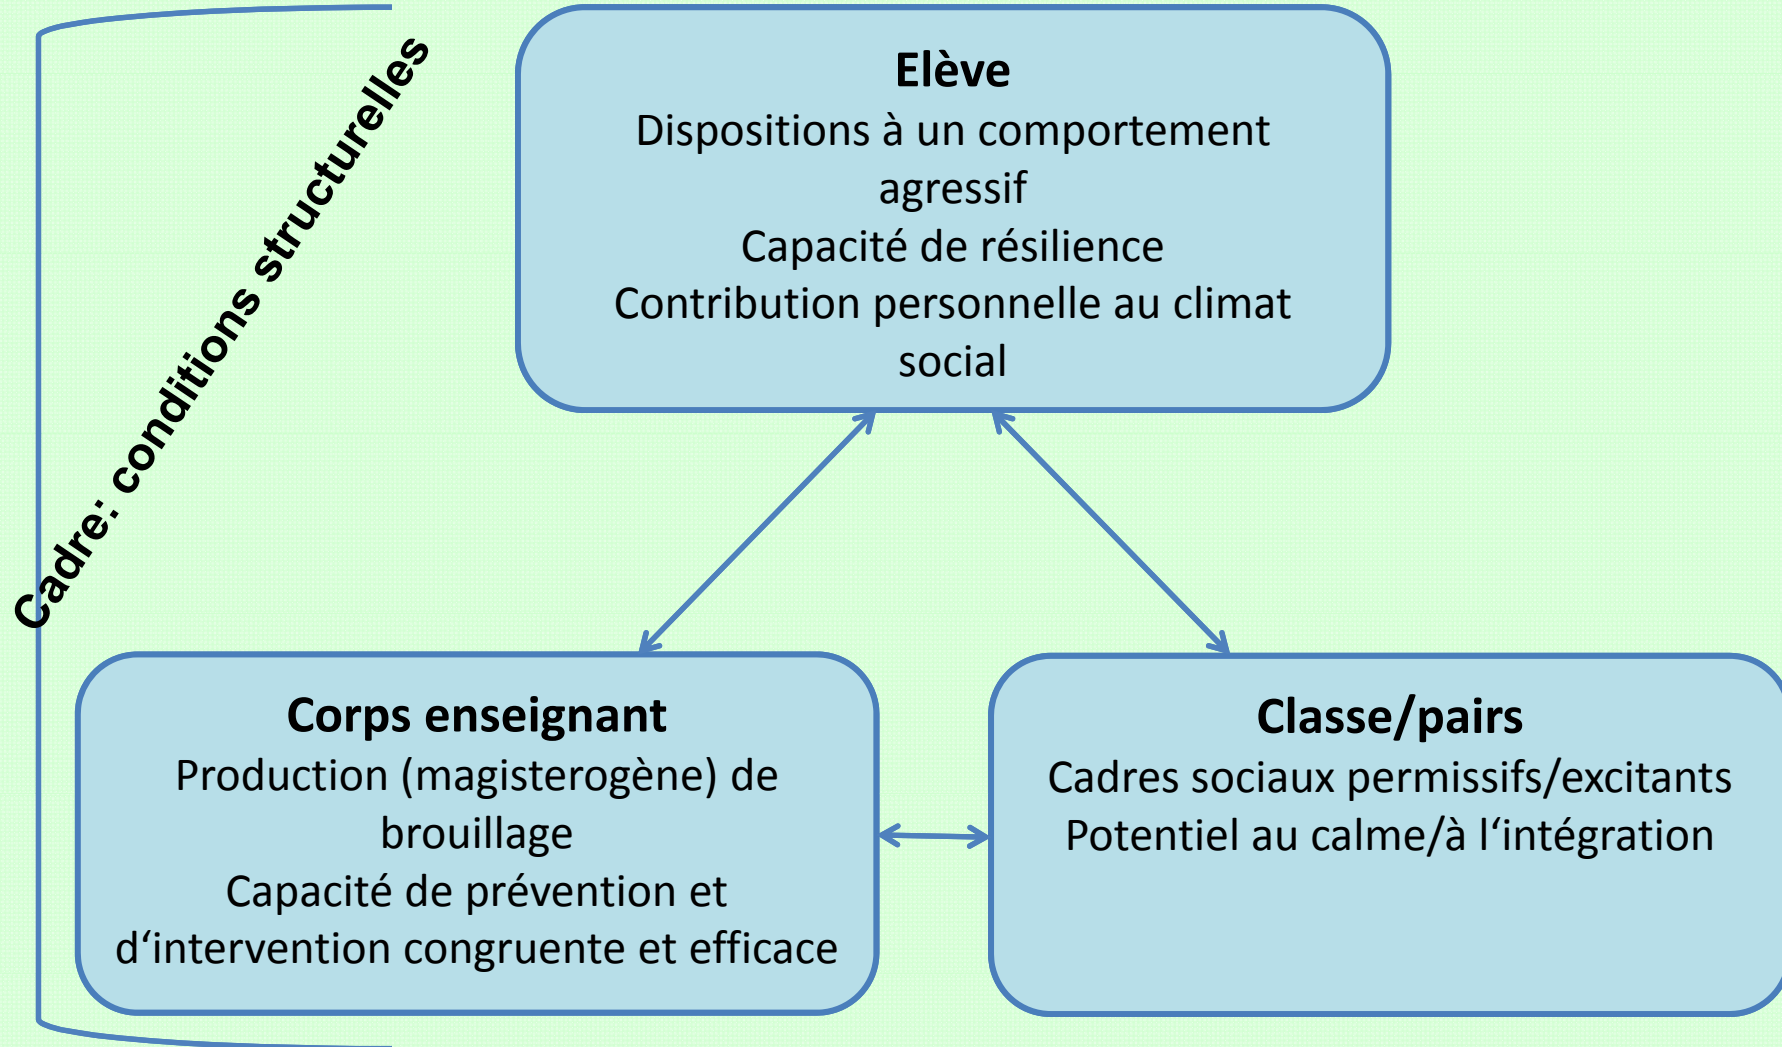 Cadre: conditions structurelles
Elève
Dispositions à un comportement
agressif
Capacité de résilience
Contribution personnelle au climat
social
Corps enseignant
Production (magisterogène) de
brouillage
Capacité de prévention et
d‘intervention congruente et efficace
Classe/pairs
Cadres sociaux permissifs/excitants
Potentiel au calme/à l‘intégration